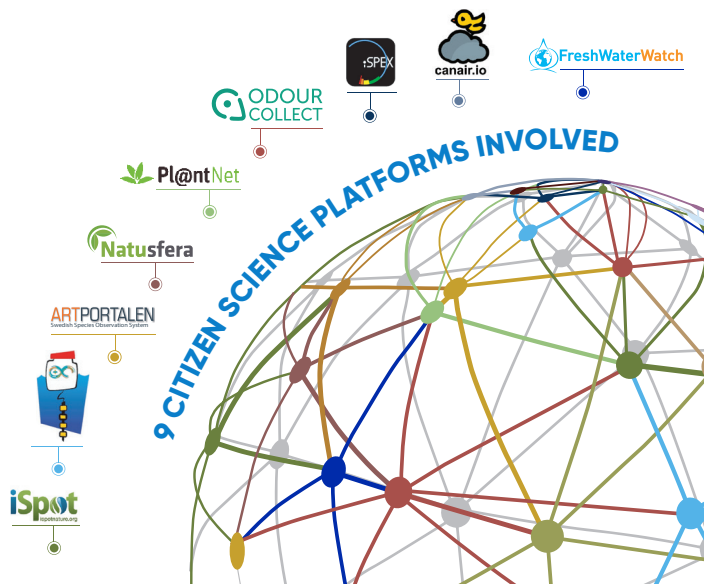 iSPEX
canair.io
FreshWaterWatch
ODOUR
COLLECT
9 CITIZEN SCIENCE PLATFORMS INVOLVED
Pl@ntNet
Natusfera
ARTPORTALEN
Swedish Species Observation System
iSpot
ispotnature.org